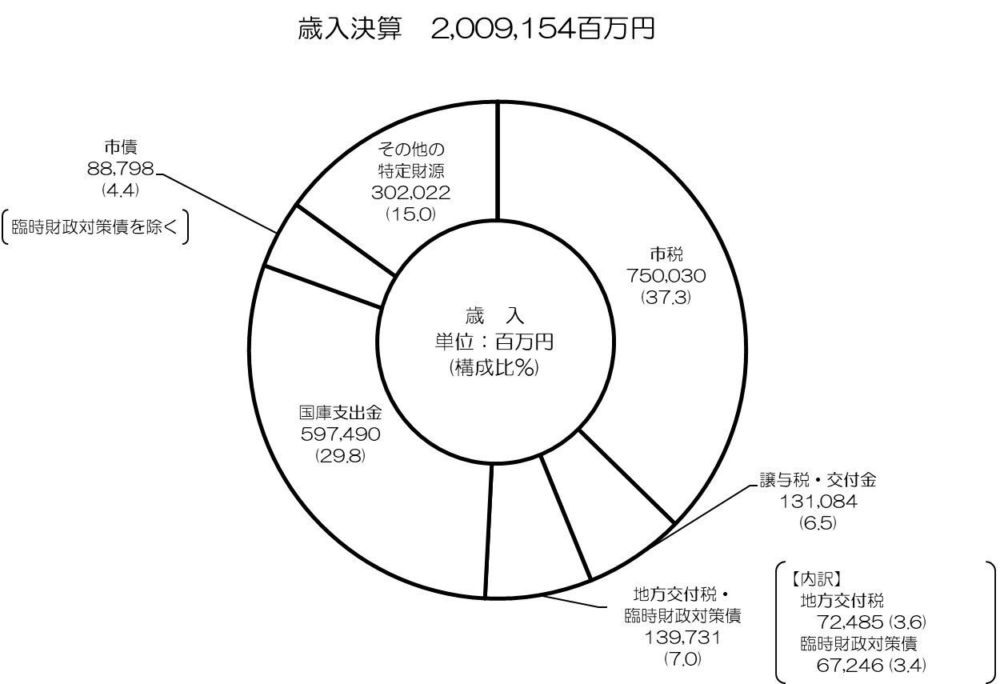 歳入決算　2,009,154百万円
市債
88,798
(4.4)
臨時財政対策債を除く
その他の
特定財源
302,022
(15.0)
市税
750,030
(37.3)
歳　入
単位：百万円
(構成比%)
国庫支出金
597,490
(29.8)
譲与税・交付金
131,084
(6.5)
地方交付税・
臨時財政対策債
139,731
(7.0)
【内訳】
地方交付税
72,485 (3.6)
臨時財政対策債
67,246 (3.4)